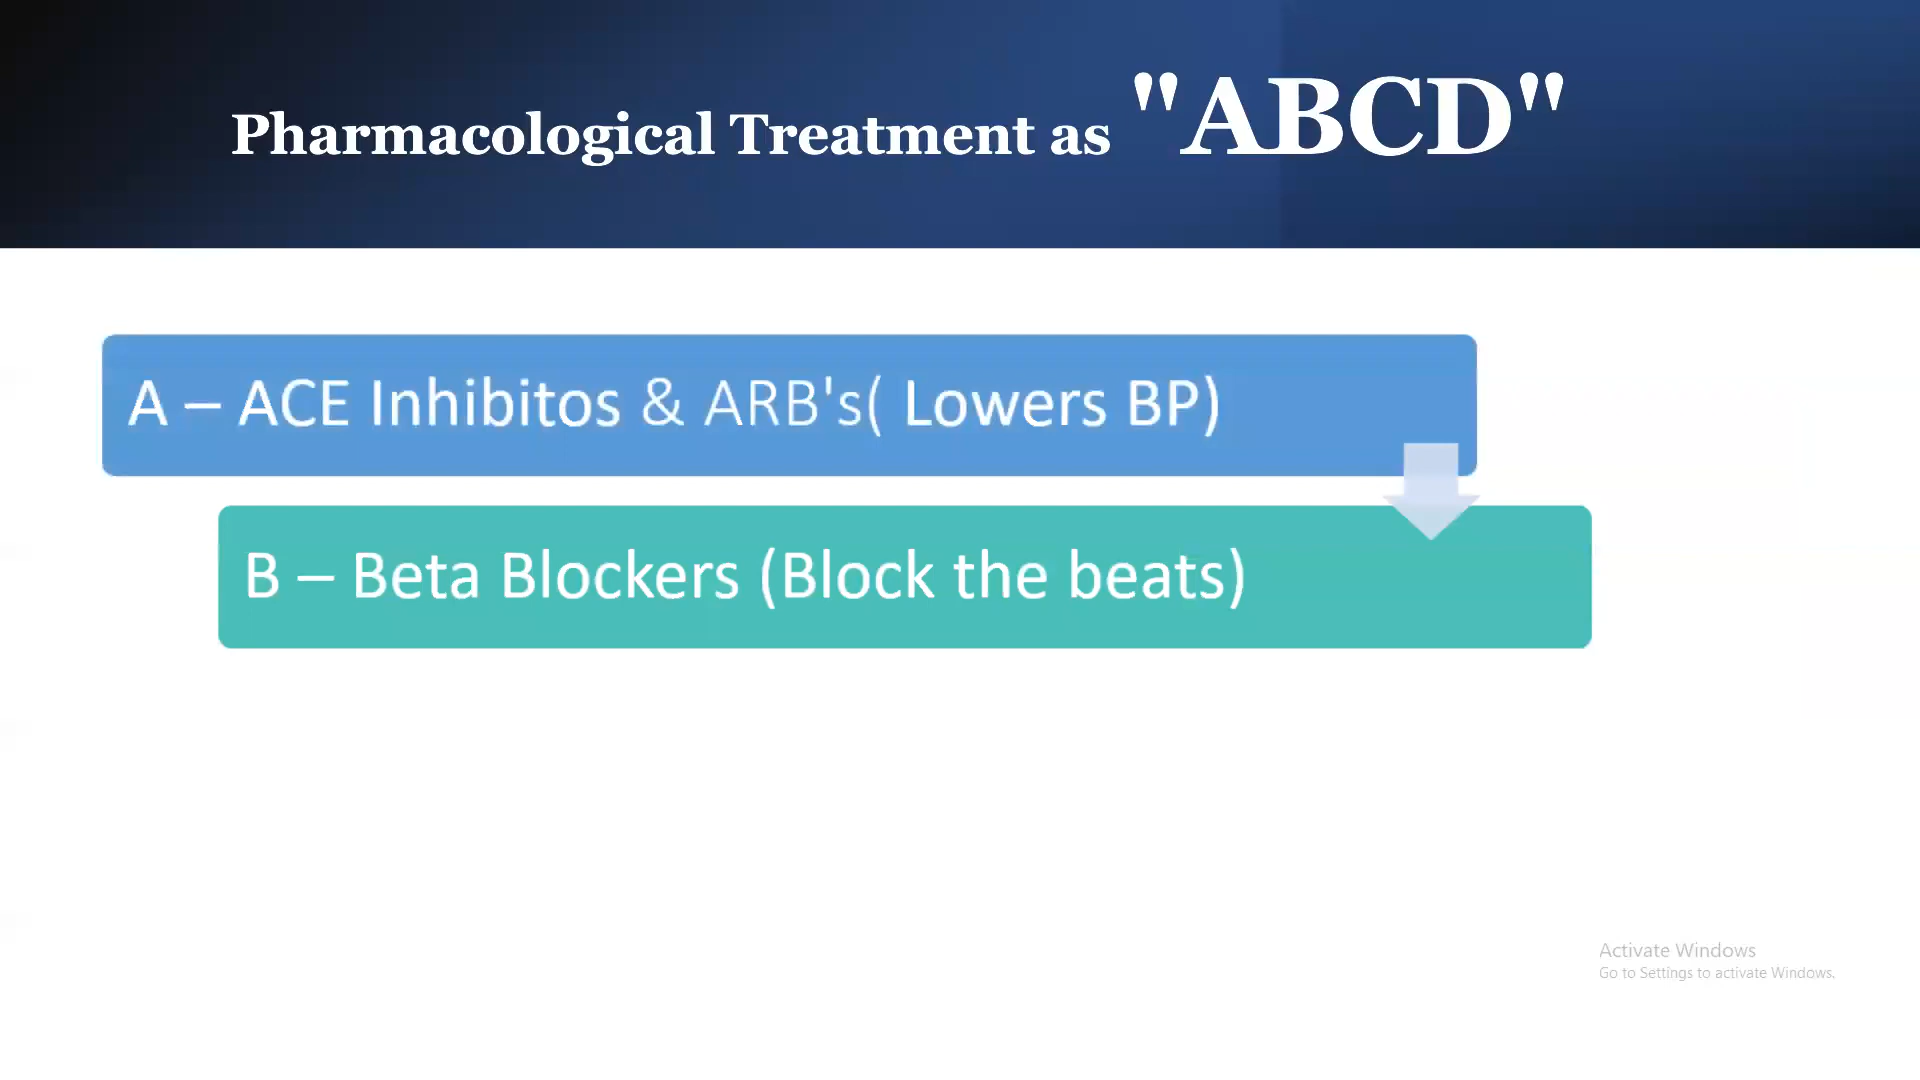 Pharmacological Treatment as "ABCD"
A – ACE Inhibitos & ARB's( Lowers BP)
B – Beta Blockers (Block the beats)
Activate Windows
Go to Settings to activate Windows.